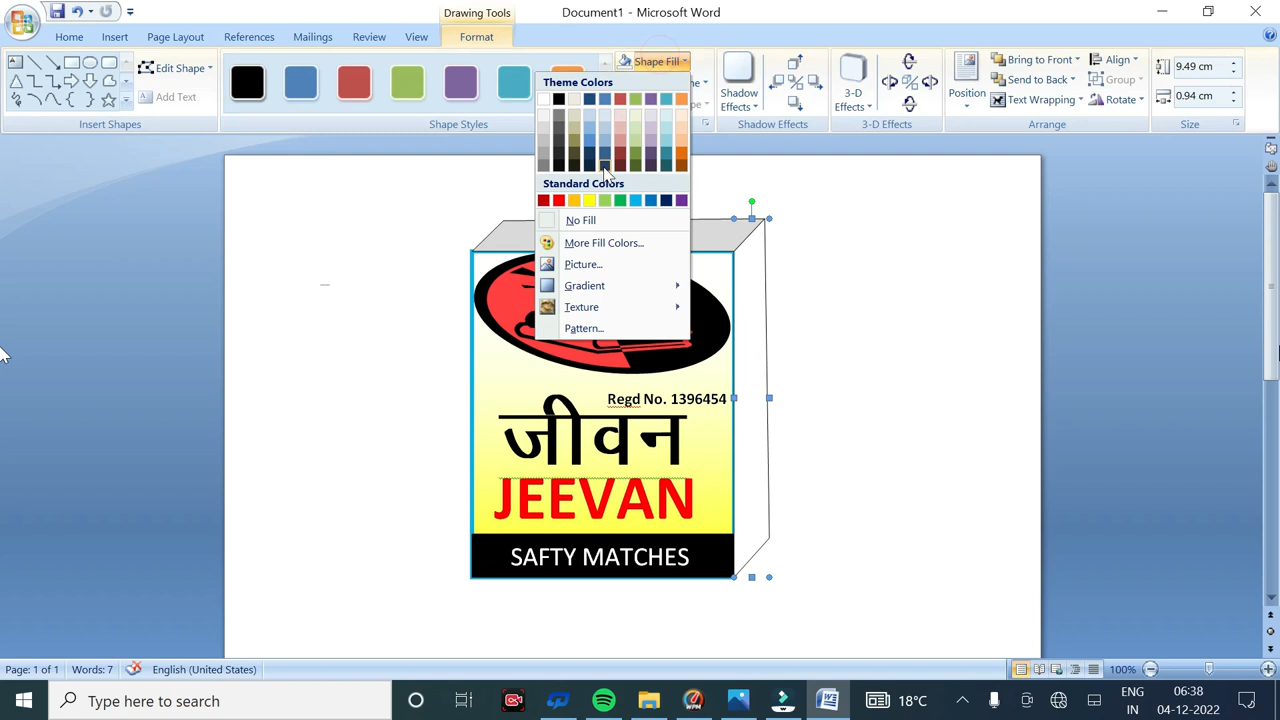 Drawing Tools
Document1 - Microsoft Word
Home Insert Page Layout References Mailings Review View Format
Edit Shape
Add Text
Insert Shapes
Shape Styles
Shape Fill
Shadow Effects
Shadow Effects
3-D Effects
3-D Effects
Position
Bring to Front
Send to Back
Text Wrapping
Align
Group
Rotate
Arrange
9.49 cm
0.94 cm
Size
Theme Colors
Standard Colors
No Fill
More Fill Colors...
Picture...
Gradient
Texture
Pattern...
Regd No. 1396454
जीवन
JEEVAN
SAFTY MATCHES
Page: 1 of 1 Words: 7 English (United States) 100%
Type here to search
18°C
ENG
IN
06:38
04-12-2022